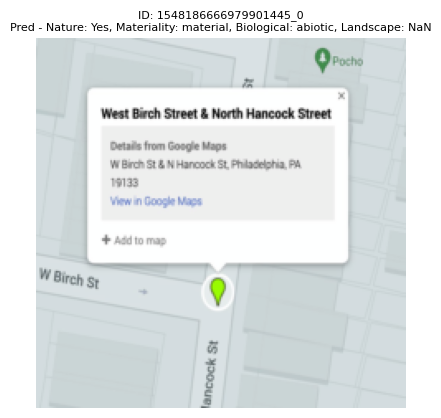 ID: 1548186666979901445_0
Pred - Nature: Yes, Materiality: material, Biological: abiotic, Landscape: NaN
Pocho
St
×
West Birch Street & North Hancock Street
Details from Google Maps
W Birch St & N Hancock St, Philadelphia, PA
19133
View in Google Maps
+ Add to map
W Birch St
Hancock St